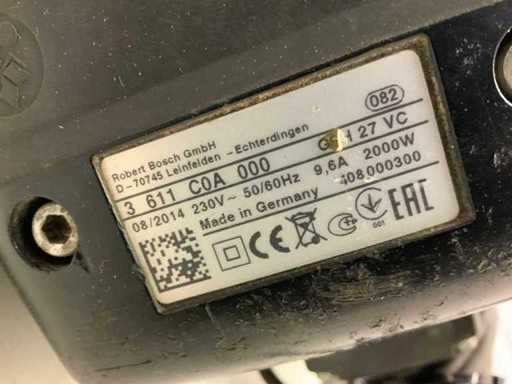 Robert Bosch GmbH
D-70745 Leinfelden - Echterdingen
082
3 611 C0A 000
27 VC
08/2014 230V~ 50/60Hz 9,6A 2000W
Made in Germany
408000300
CE
001
EAC